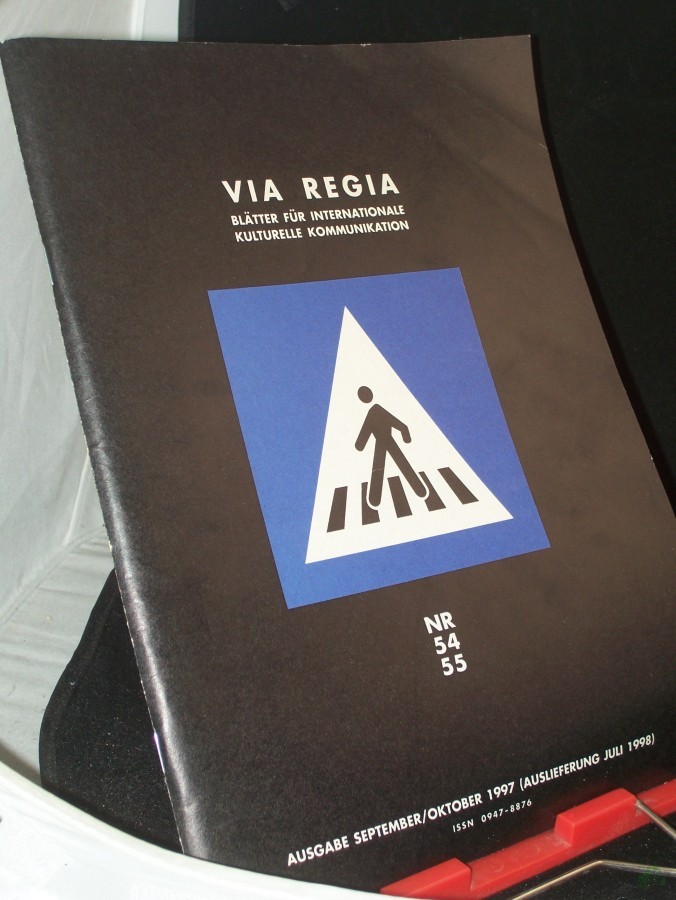 VIA REGIA
BLÄTTER FÜR INTERNATIONALE
KULTURELLE KOMMUNIKATION
NR
54
55
AUSGABE SEPTEMBER/OKTOBER 1997 (AUSLIEFERUNG JULI 1998)
ISSN 0947-8876